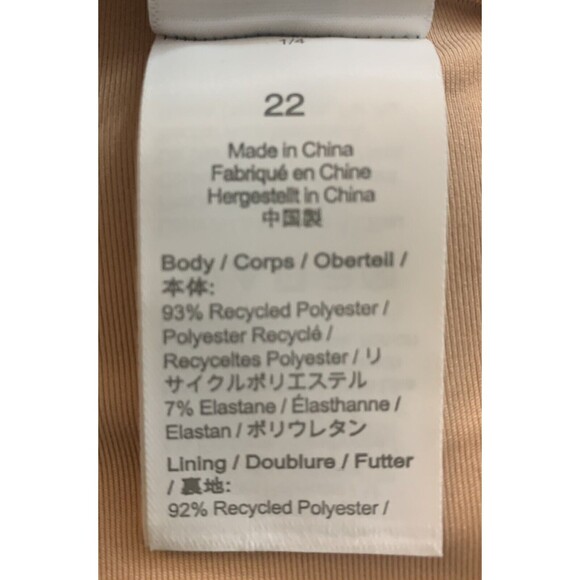 1/4
22
Made in China
Fabriqué en Chine
Hergestellt in China
中国製
Body / Corps / Oberteil /
本体:
93% Recycled Polyester /
Polyester Recyclé /
Recyceltes Polyester / リ
サイクルポリエステル
7% Elastane / Élasthanne /
Elastan / ポリウレタン
Lining / Doublure / Futter
/ 裏地:
92% Recycled Polyester /